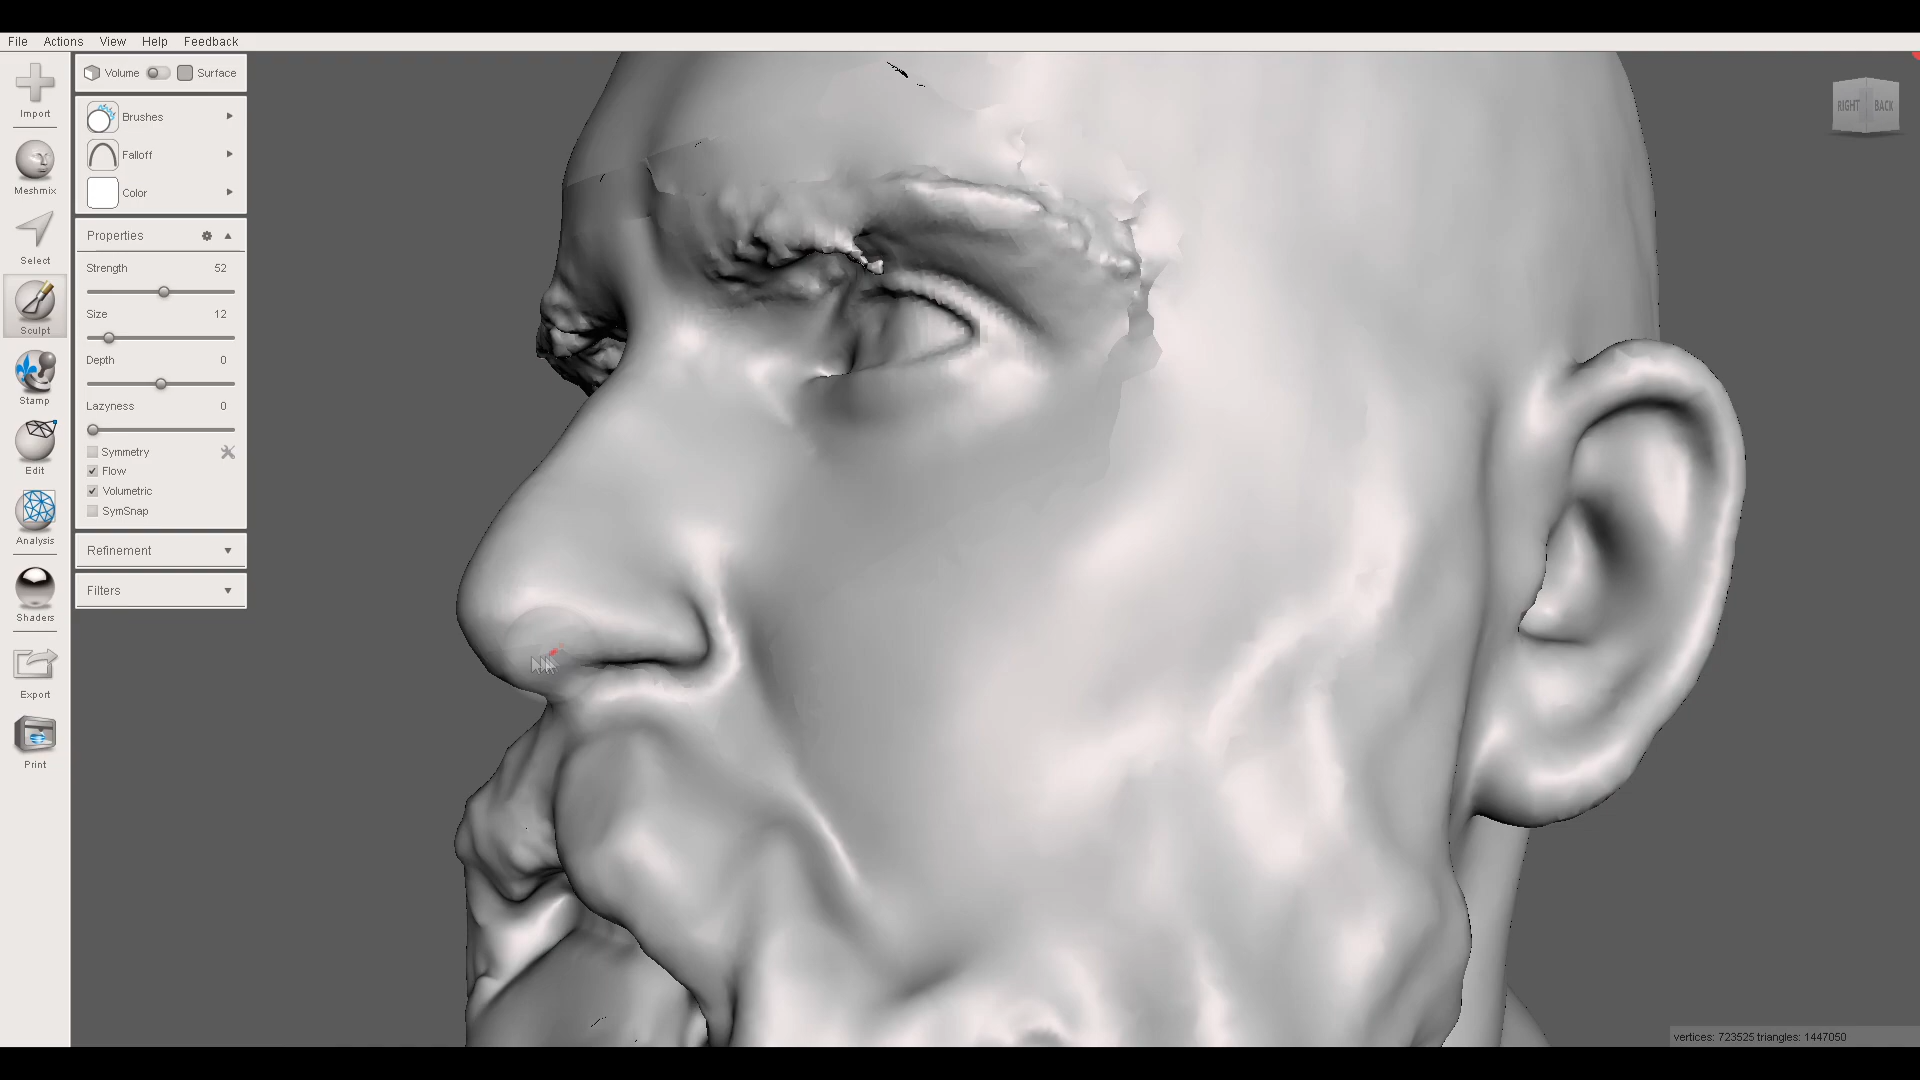 File Actions View Help Feedback
Import
Meshmix
Select
Sculpt
Stamp
Edit
Analysis
Shaders
Export
Print
Volume Surface
Brushes
Falloff
Color
Properties
Strength 52
Size 12
Depth 0
Lazyness 0
Symmetry
Flow
Volumetric
SymSnap
Refinement
Filters
RIGHT BACK
vertices: 723525 triangles: 1447050